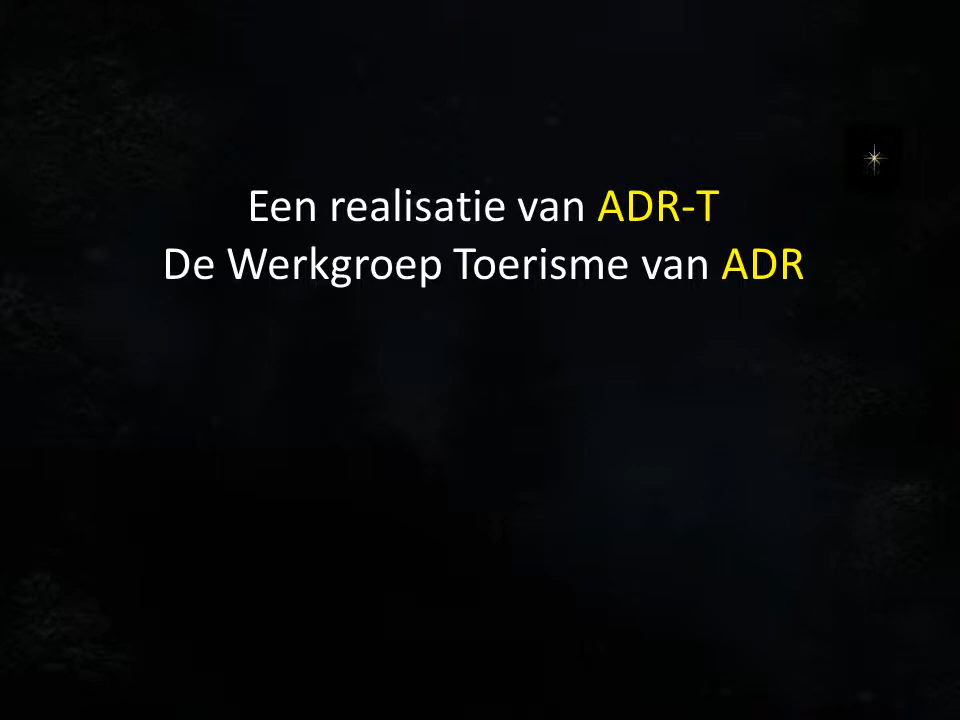 Een realisatie van ADR-T
De Werkgroep Toerisme van ADR